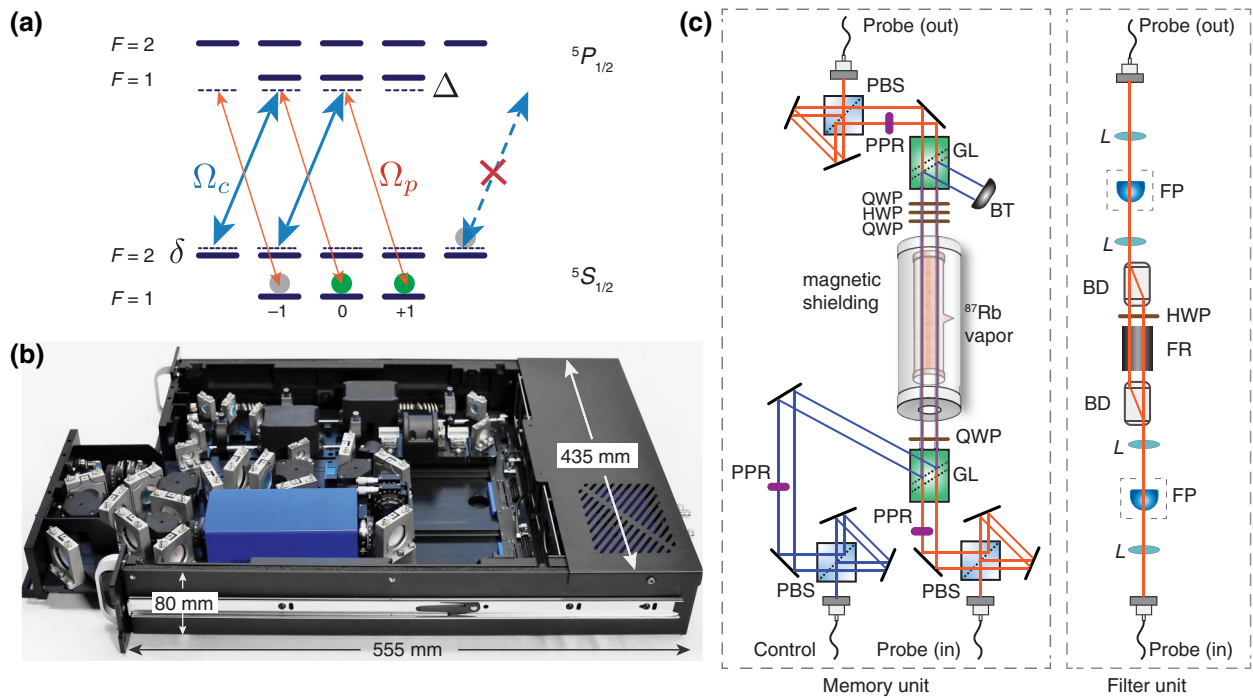 (a)
F = 2
⁵P₁/₂
F = 1
Δ
Ωc
Ωp
δ
F = 2
⁵S₁/₂
F = 1
−1
0
+1
(b)
435 mm
80 mm
555 mm
(c)
Probe (out)
PBS
PPR
GL
BT
QWP
HWP
QWP
magnetic
shielding
⁸⁷Rb
vapor
QWP
PPR
GL
PPR
PBS
PBS
Control
Probe (in)
Memory unit
Probe (out)
L
FP
L
BD
HWP
FR
BD
L
FP
L
Probe (in)
Filter unit